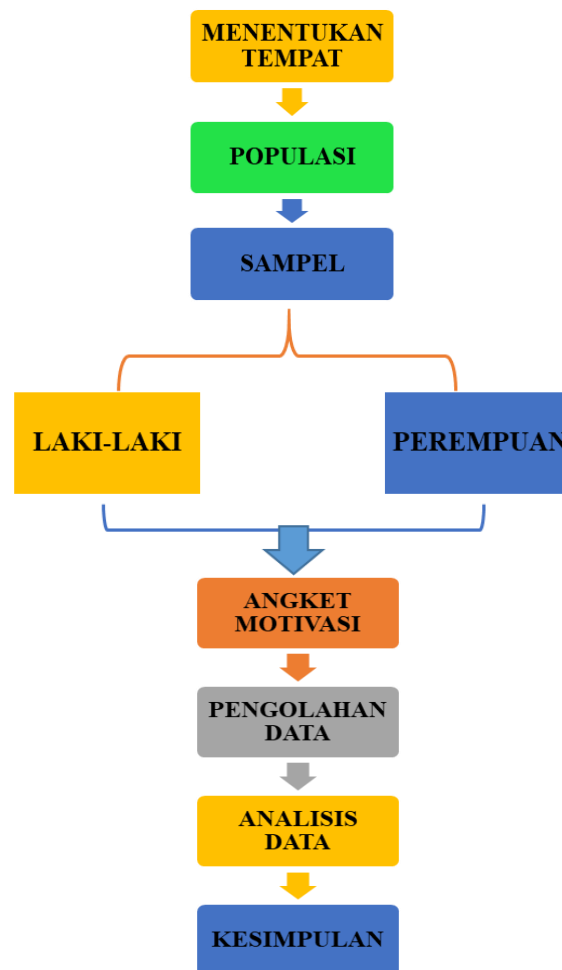 MENENTUKAN
TEMPAT
POPULASI
SAMPEL
LAKI-LAKI
PEREMPUAN
ANGKET
MOTIVASI
PENGOLAHAN
DATA
ANALISIS
DATA
KESIMPULAN